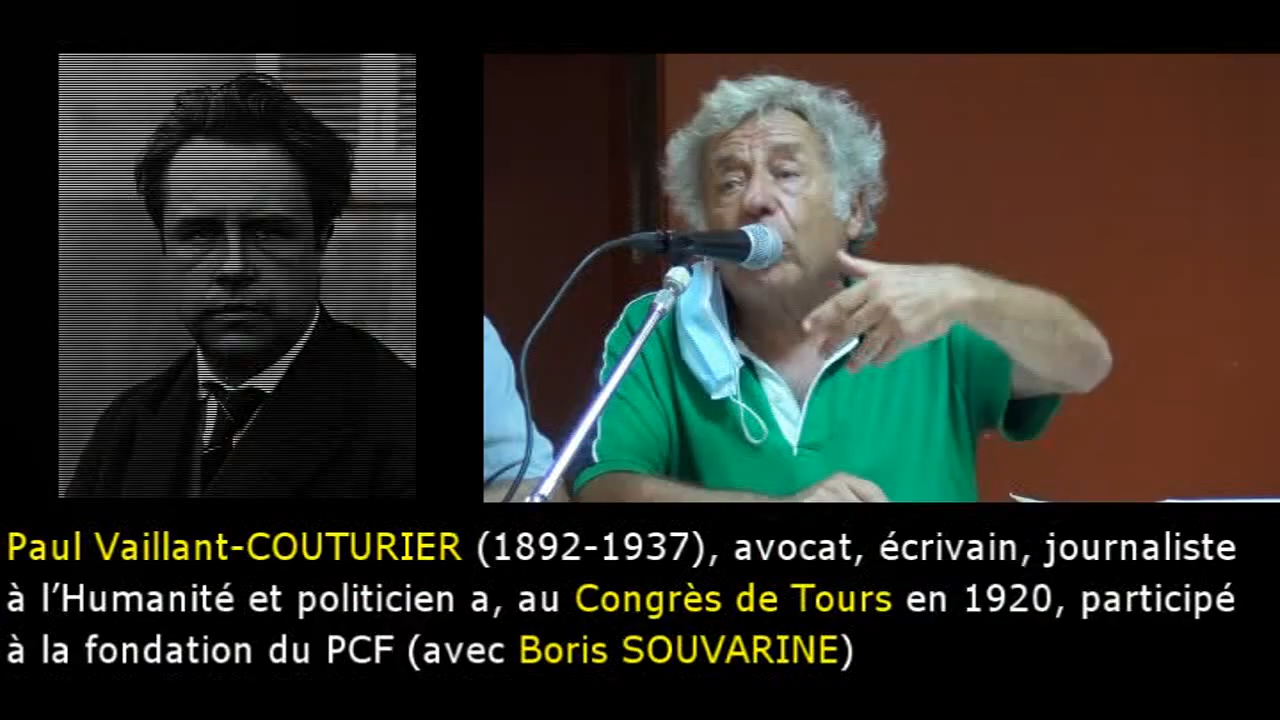 Paul Vaillant-COUTURIER (1892-1937), avocat, écrivain, journaliste
à l’Humanité et politicien a, au Congrès de Tours en 1920, participé
à la fondation du PCF (avec Boris SOUVARINE)